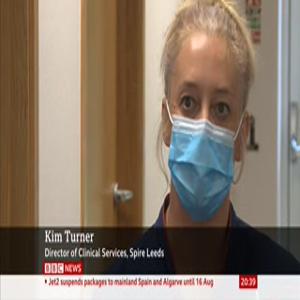 Kim Turner
Director of Clinical Services, Spire Leeds
BBC NEWS
• Jet2 suspends packages to mainland Spain and Algarve until 16 Aug
20:39